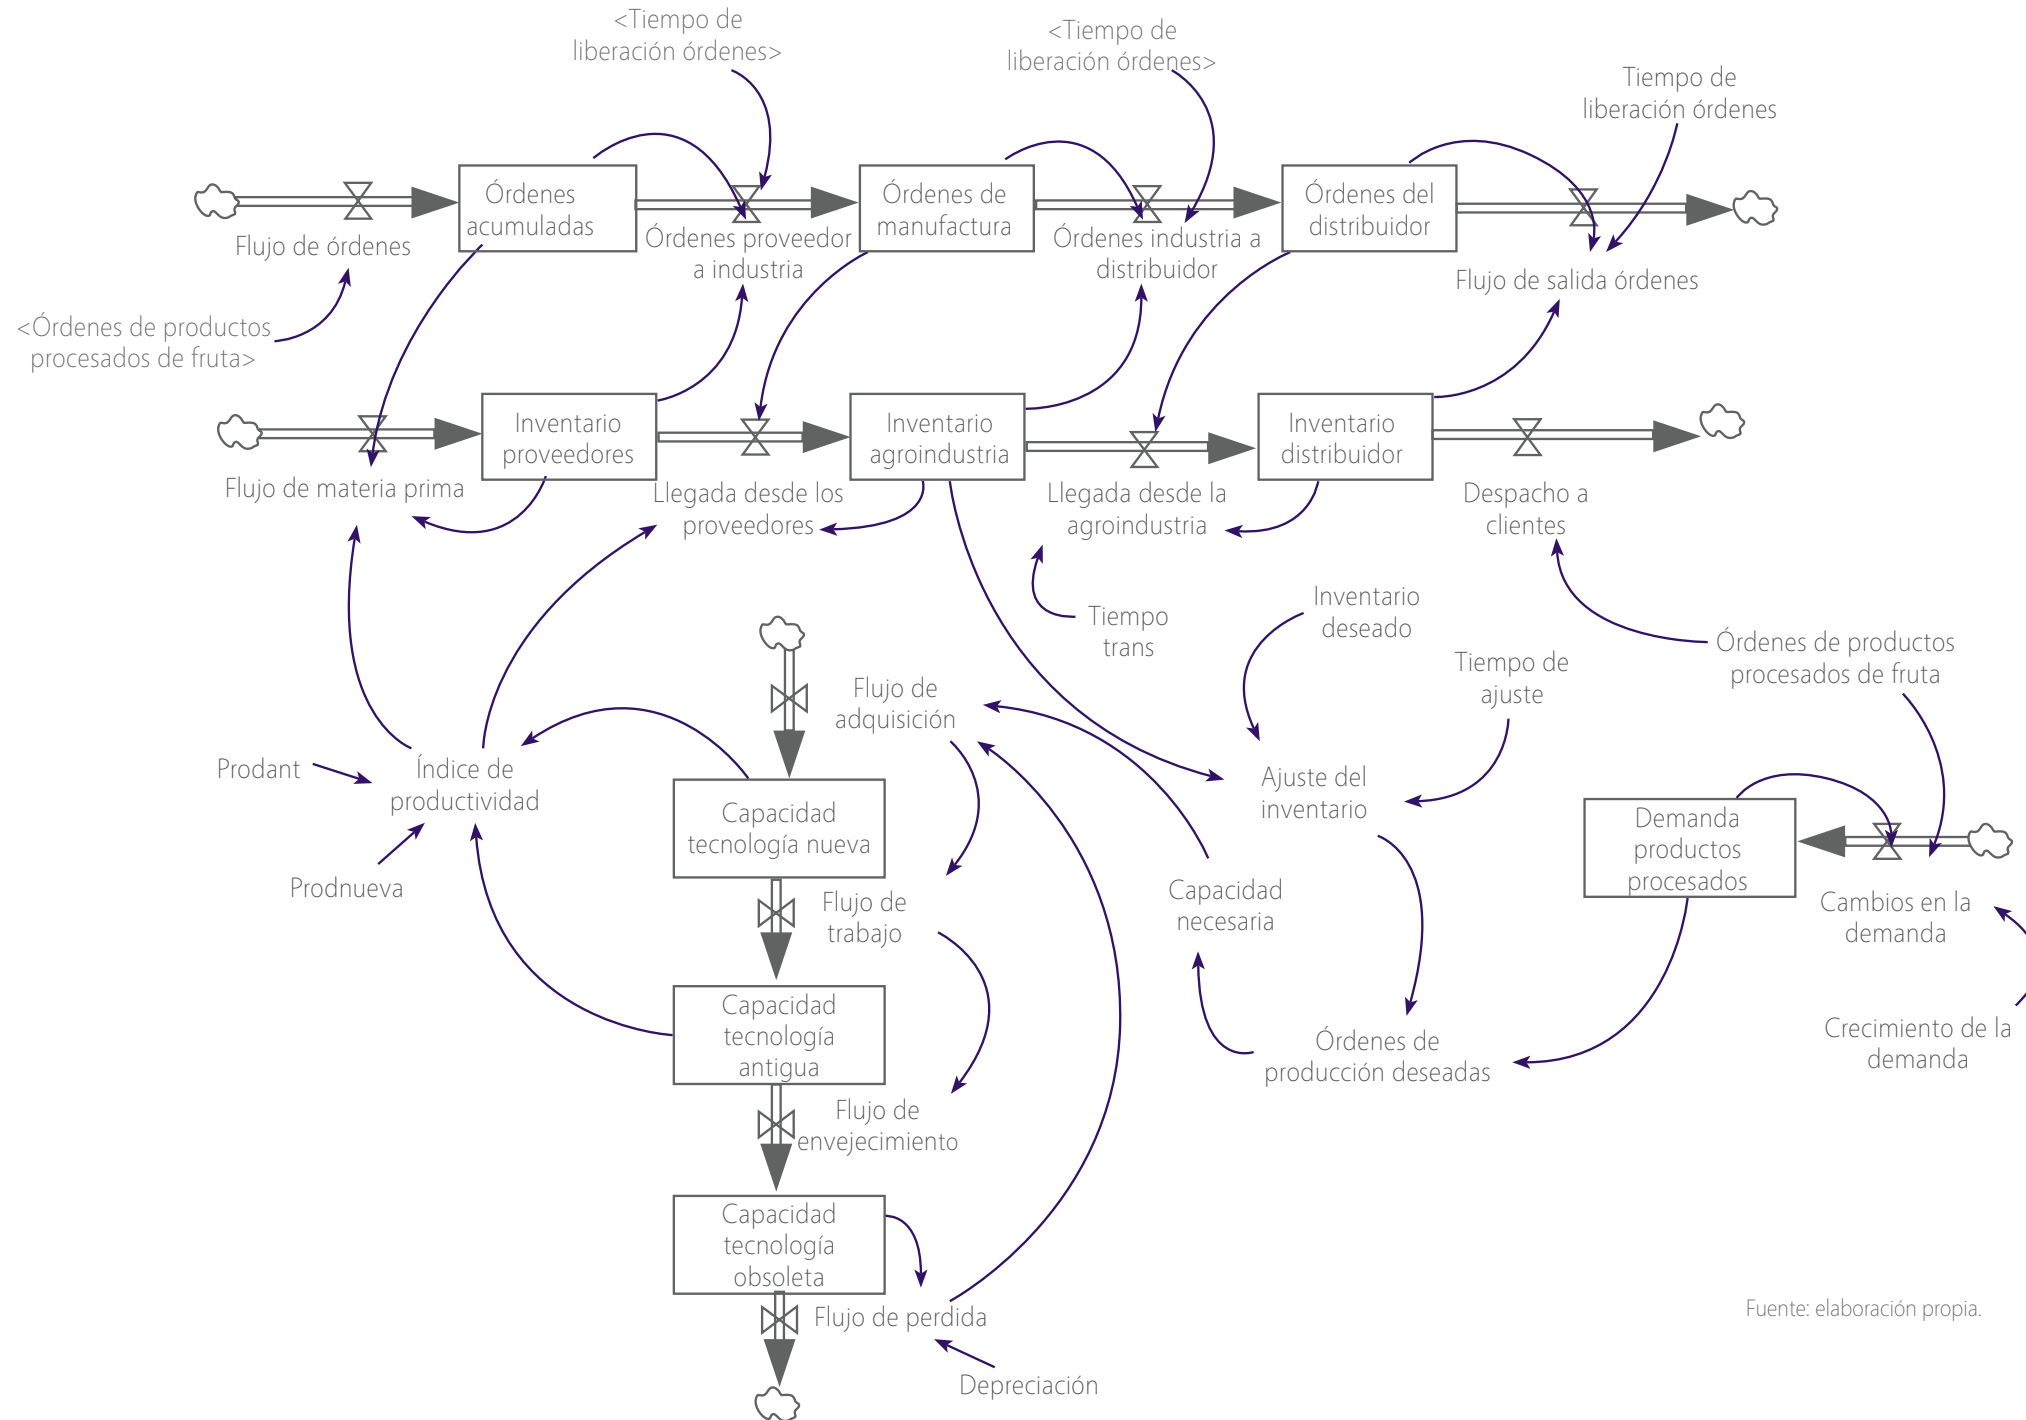 <Tiempo de
liberación órdenes>
<Tiempo de
liberación órdenes>
Tiempo de
liberación órdenes
Órdenes
acumuladas
Órdenes de
manufactura
Órdenes del
distribuidor
Flujo de órdenes
Órdenes proveedor
a industria
Órdenes industria a
distribuidor
Flujo de salida órdenes
<Órdenes de productos
procesados de fruta>
Inventario
proveedores
Inventario
agroindustria
Inventario
distribuidor
Flujo de materia prima
Llegada desde los
proveedores
Llegada desde la
agroindustria
Despacho a
clientes
Tiempo
trans
Inventario
deseado
Tiempo de
ajuste
Órdenes de productos
procesados de fruta
Flujo de
adquisición
Prodant
Índice de
productividad
Ajuste del
inventario
Capacidad
tecnología nueva
Demanda
productos
procesados
Prodnueva
Flujo de
trabajo
Capacidad
necesaria
Cambios en la
demanda
Capacidad
tecnología
antigua
Órdenes de
producción deseadas
Crecimiento de la
demanda
Flujo de
envejecimiento
Capacidad
tecnología
obsoleta
Flujo de perdida
Fuente: elaboración propia.
Depreciación